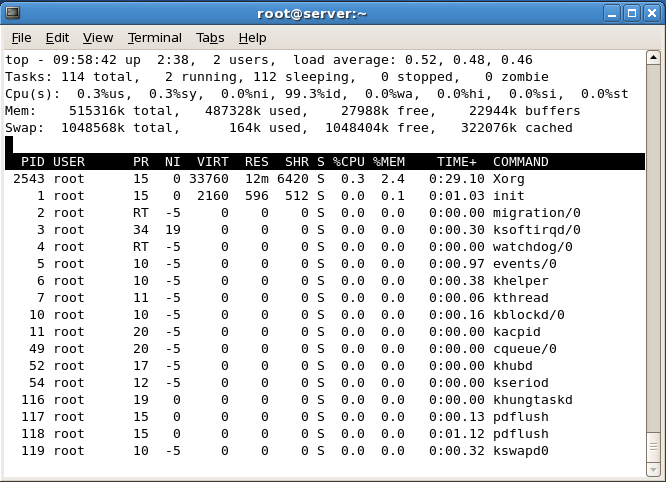 root@server:~
File Edit View Terminal Tabs Help
top - 09:58:42 up  2:38,  2 users,  load average: 0.52, 0.48, 0.46
Tasks: 114 total,   2 running, 112 sleeping,   0 stopped,   0 zombie
Cpu(s):  0.3%us,  0.3%sy,  0.0%ni, 99.3%id,  0.0%wa,  0.0%hi,  0.0%si,  0.0%st
Mem:    515316k total,   487328k used,    27988k free,    22944k buffers
Swap:  1048568k total,      164k used,  1048404k free,   322076k cached
  PID USER      PR  NI  VIRT  RES  SHR S %CPU %MEM    TIME+  COMMAND
 2543 root      15   0 33760  12m 6420 S  0.3  2.4   0:29.10 Xorg
    1 root      15   0  2160  596  512 S  0.0  0.1   0:01.03 init
    2 root      RT  -5     0    0    0 S  0.0  0.0   0:00.00 migration/0
    3 root      34  19     0    0    0 S  0.0  0.0   0:00.30 ksoftirqd/0
    4 root      RT  -5     0    0    0 S  0.0  0.0   0:00.00 watchdog/0
    5 root      10  -5     0    0    0 S  0.0  0.0   0:00.97 events/0
    6 root      10  -5     0    0    0 S  0.0  0.0   0:00.38 khelper
    7 root      11  -5     0    0    0 S  0.0  0.0   0:00.06 kthread
   10 root      10  -5     0    0    0 S  0.0  0.0   0:00.16 kblockd/0
   11 root      20  -5     0    0    0 S  0.0  0.0   0:00.00 kacpid
   49 root      20  -5     0    0    0 S  0.0  0.0   0:00.00 cqueue/0
   52 root      17  -5     0    0    0 S  0.0  0.0   0:00.00 khubd
   54 root      12  -5     0    0    0 S  0.0  0.0   0:00.00 kseriod
  116 root      19   0     0    0    0 S  0.0  0.0   0:00.00 khungtaskd
  117 root      15   0     0    0    0 S  0.0  0.0   0:00.13 pdflush
  118 root      15   0     0    0    0 S  0.0  0.0   0:01.12 pdflush
  119 root      10  -5     0    0    0 S  0.0  0.0   0:00.32 kswapd0